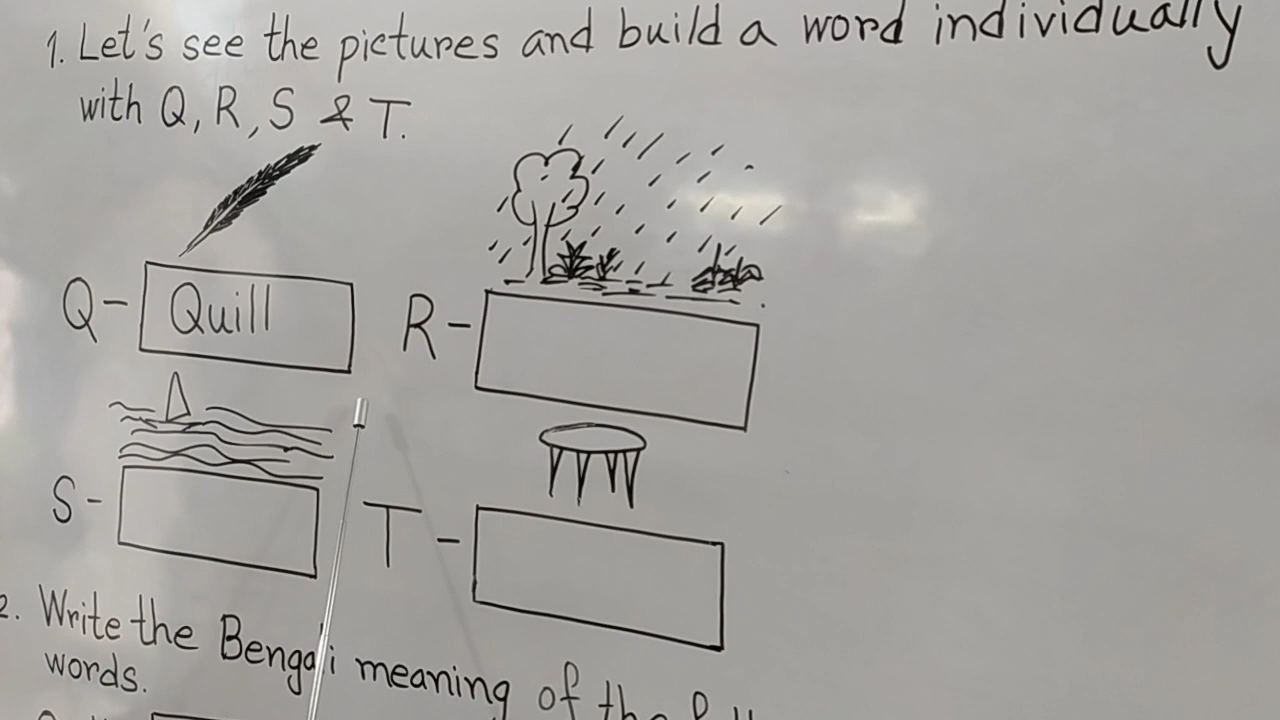 1. Let's see the pictures and build a word individually
with Q, R, S & T.
Q- Quill
R-
S-
T-
2. Write the Bengali meaning of the
words.